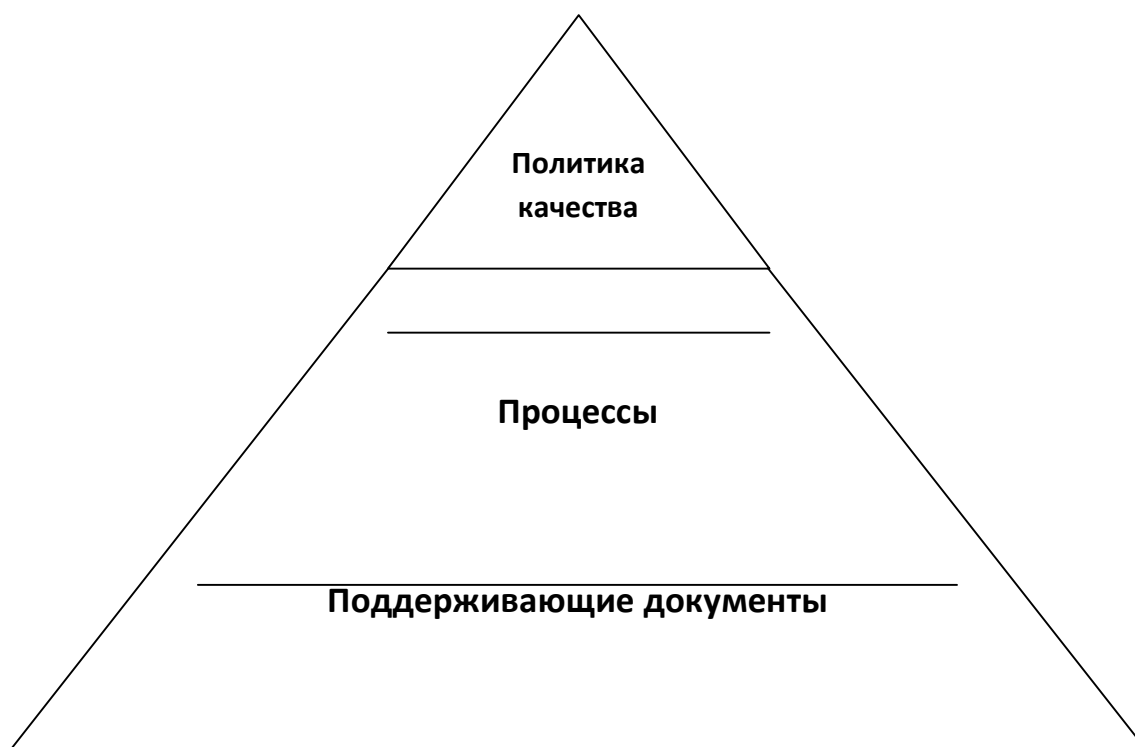 Политика
качества
Процессы
Поддерживающие документы